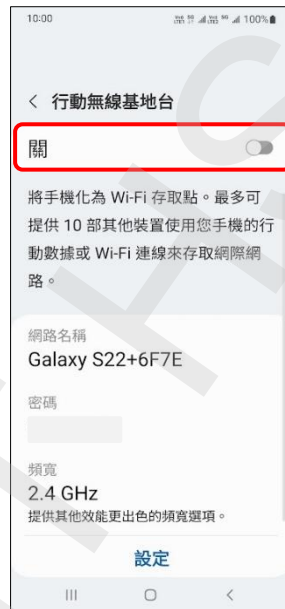 10:00 100%
行動無線基地台
關
將手機化為 Wi-Fi 存取點。最多可
提供 10 部其他裝置使用您手機的行
動數據或 Wi-Fi 連線來存取網際網
路。
網路名稱
Galaxy S22+6F7E
密碼
頻寬
2.4 GHz
提供其他效能更出色的頻寬選項。
設定